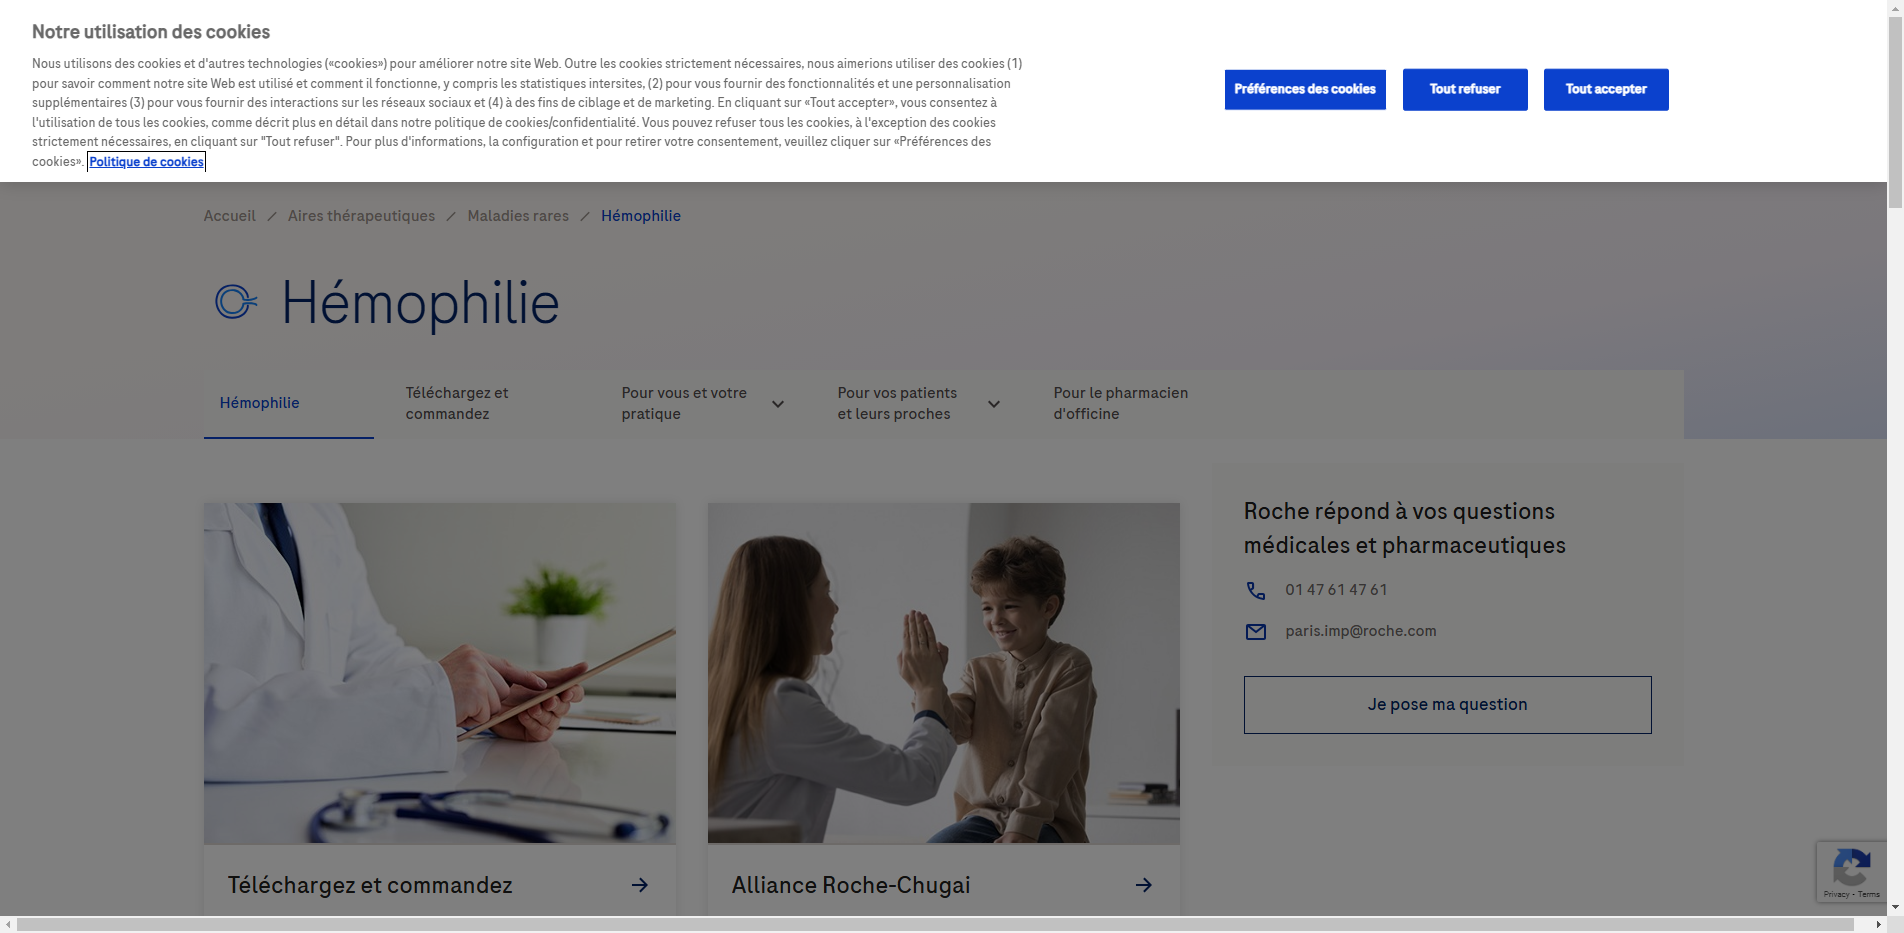 Notre utilisation des cookies
Nous utilisons des cookies et d'autres technologies («cookies») pour améliorer notre site Web. Outre les cookies strictement nécessaires, nous aimerions utiliser des cookies (1)
pour savoir comment notre site Web est utilisé et comment il fonctionne, y compris les statistiques intersites, (2) pour vous fournir des fonctionnalités et une personnalisation
supplémentaires (3) pour vous fournir des interactions sur les réseaux sociaux et (4) à des fins de ciblage et de marketing. En cliquant sur «Tout accepter», vous consentez à
l'utilisation de tous les cookies, comme décrit plus en détail dans notre politique de cookies/confidentialité. Vous pouvez refuser tous les cookies, à l'exception des cookies
strictement nécessaires, en cliquant sur "Tout refuser". Pour plus d'informations, la configuration et pour retirer votre consentement, veuillez cliquer sur «Préférences des
cookies». Politique de cookies
Préférences des cookies
Tout refuser
Tout accepter
Accueil / Aires thérapeutiques / Maladies rares / Hémophilie
Hémophilie
Hémophilie
Téléchargez et
commandez
Pour vous et votre
pratique
Pour vos patients
et leurs proches
Pour le pharmacien
d'officine
Téléchargez et commandez
Alliance Roche-Chugai
Roche répond à vos questions
médicales et pharmaceutiques
01 47 61 47 61
paris.imp@roche.com
Je pose ma question
Privacy - Terms